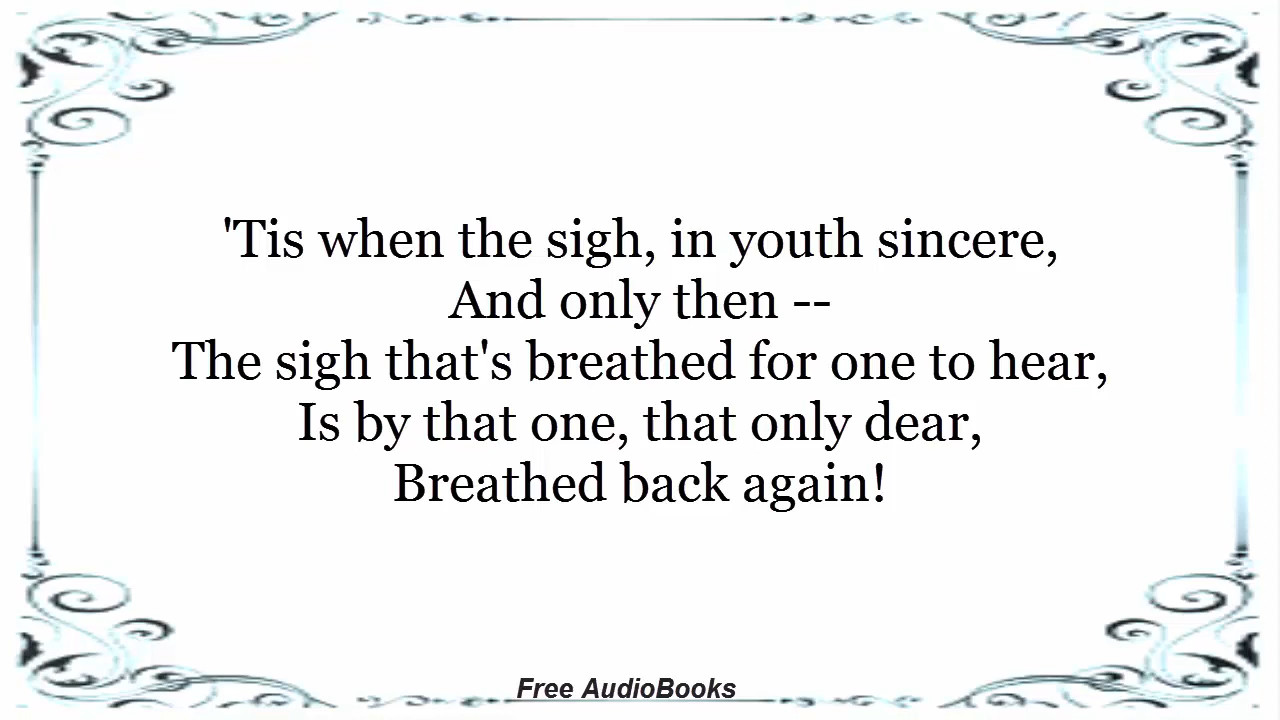 'Tis when the sigh, in youth sincere,
And only then --
The sigh that's breathed for one to hear,
Is by that one, that only dear,
Breathed back again!
Free AudioBooks